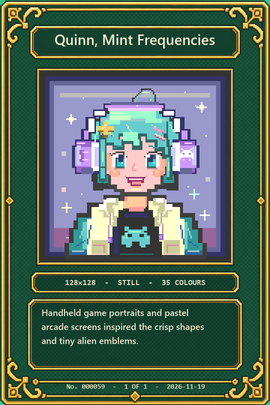 Quinn, Mint Frequencies
128x128 - STILL - 35 COLOURS
Handheld game portraits and pastel
arcade screens inspired the crisp shapes
and tiny alien emblems.
No. 000059 - 1 OF 1 - 2026-11-19